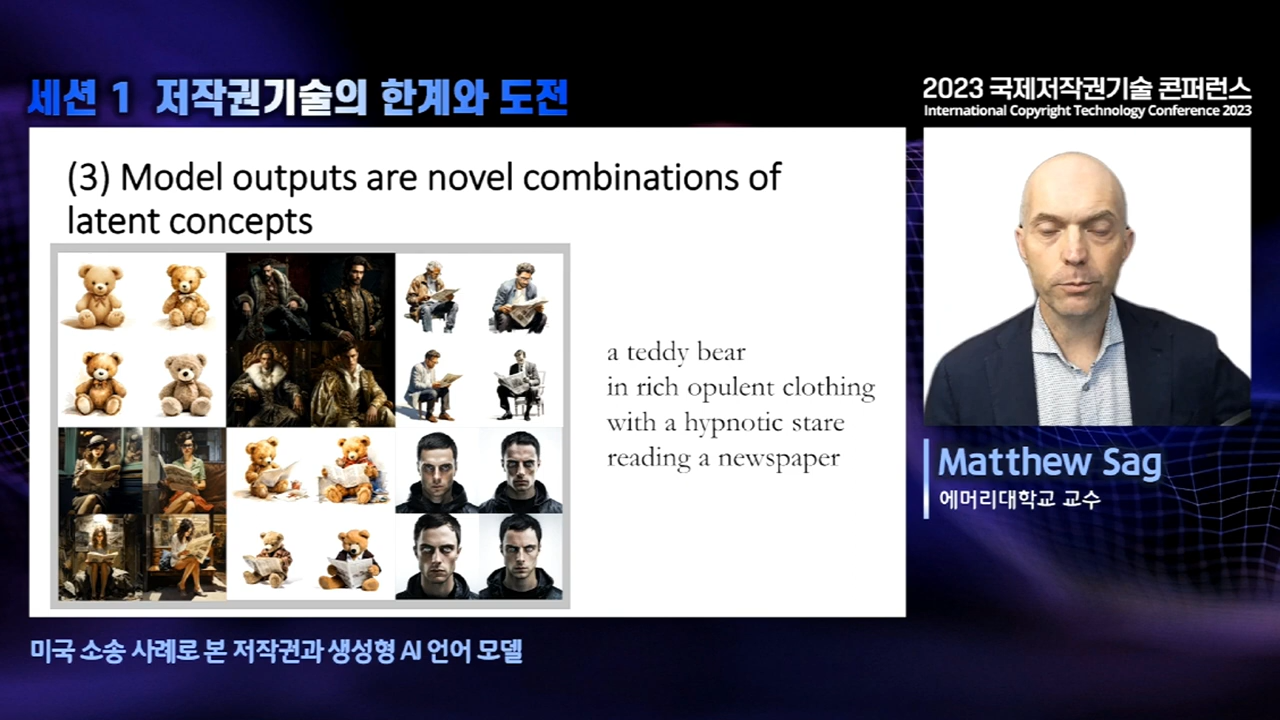 세션 1 저작권기술의 한계와 도전
2023 국제저작권기술 콘퍼런스
International Copyright Technology Conference 2023
(3) Model outputs are novel combinations of
latent concepts
a teddy bear
in rich opulent clothing
with a hypnotic stare
reading a newspaper
Matthew Sag
에머리대학교 교수
미국 소송 사례로 본 저작권과 생성형 AI 언어 모델